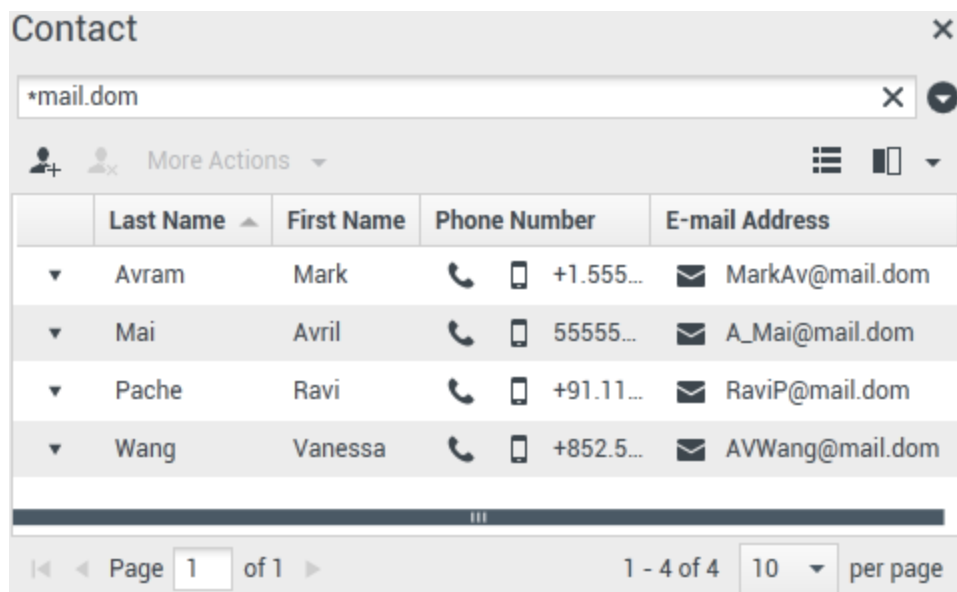 Contact
*mail.dom
More Actions
Last Name First Name Phone Number E-mail Address
Avram Mark +1.555... MarkAv@mail.dom
Mai Avril 55555... A_Mai@mail.dom
Pache Ravi +91.11... RaviP@mail.dom
Wang Vanessa +852.5... AVWang@mail.dom
Page 1 of 1 1 - 4 of 4 10 per page